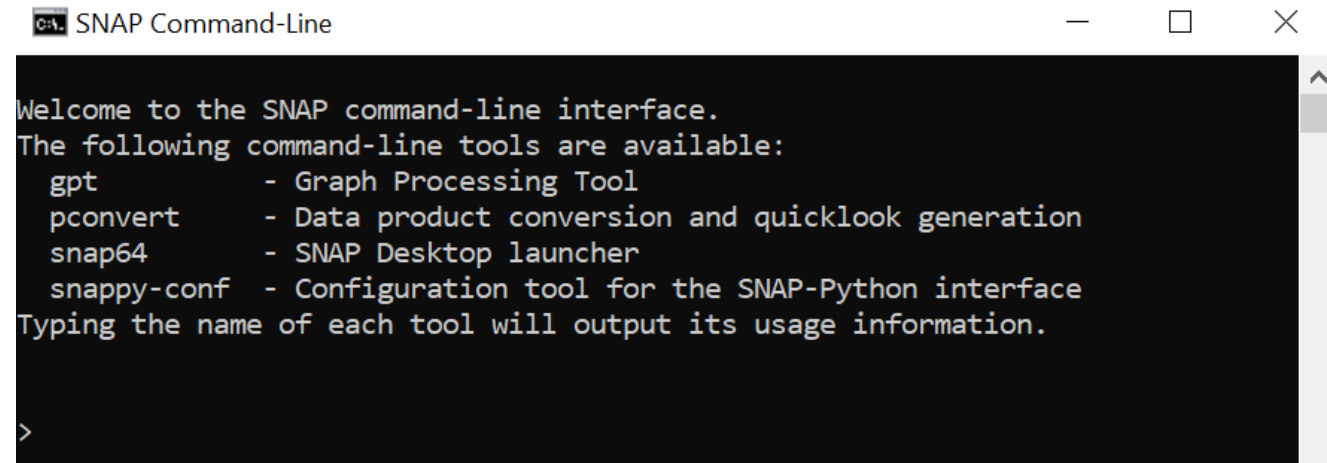 SNAP Command-Line
Welcome to the SNAP command-line interface.
The following command-line tools are available:
  gpt          - Graph Processing Tool
  pconvert     - Data product conversion and quicklook generation
  snap64       - SNAP Desktop launcher
  snappy-conf  - Configuration tool for the SNAP-Python interface
Typing the name of each tool will output its usage information.
>